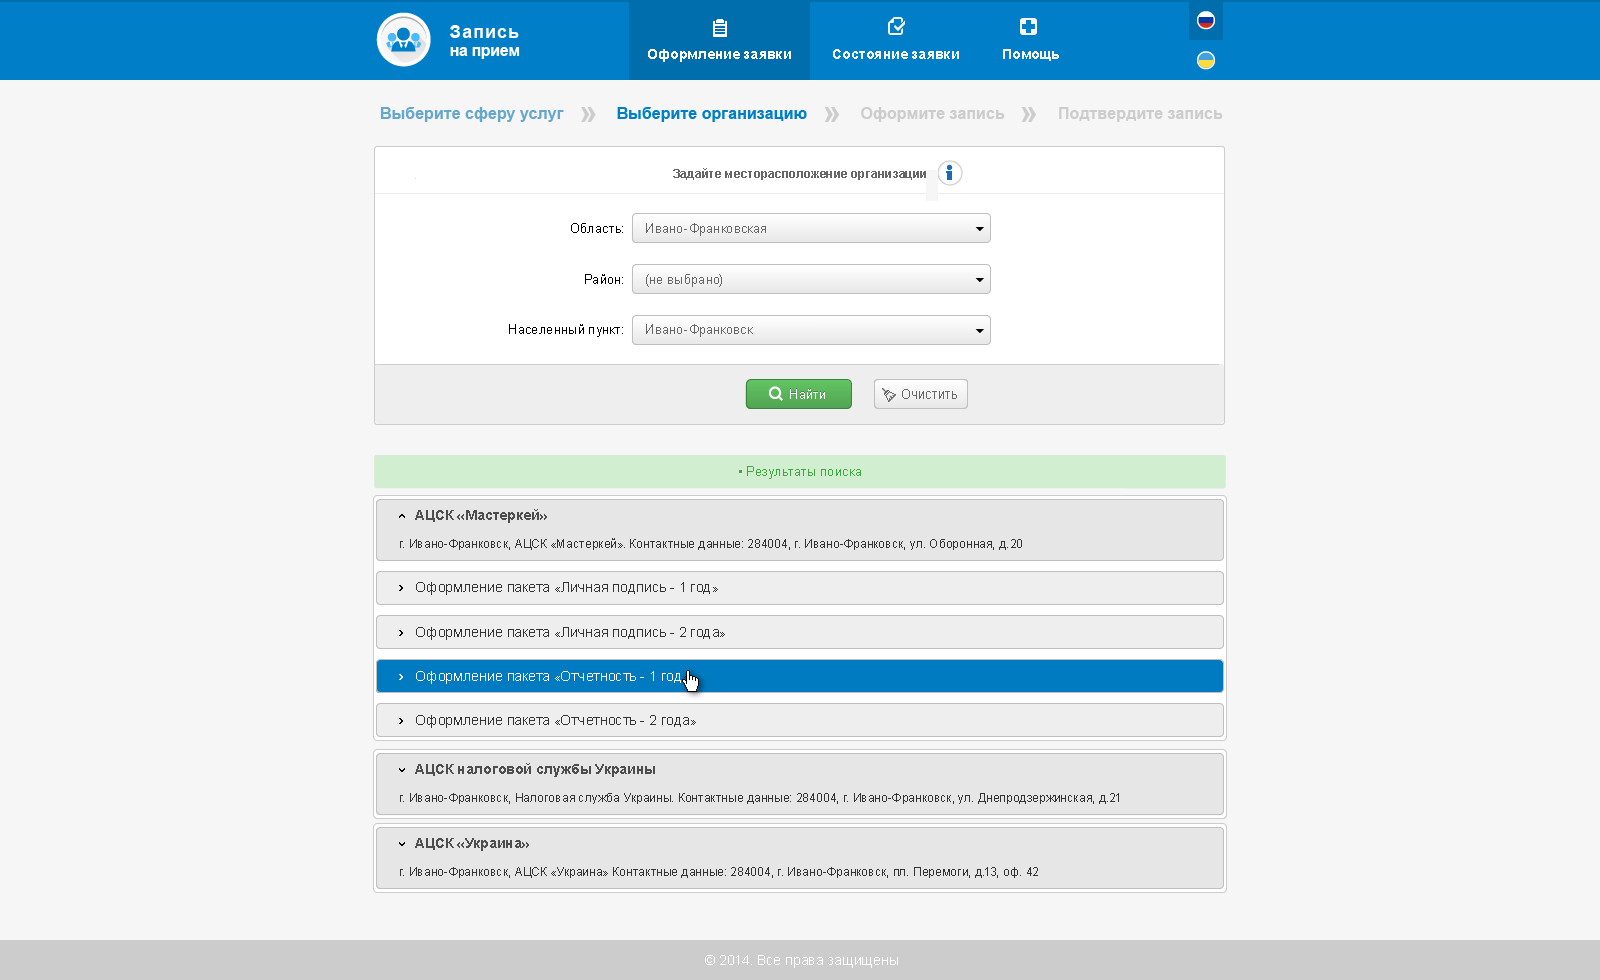 Запись
на прием
Оформление заявки
Состояние заявки
Помощь
Выберите сферу услуг » Выберите организацию » Оформите запись » Подтвердите запись
Задайте месторасположение организации
Область: Ивано-Франковская
Район: (не выбрано)
Населенный пункт: Ивано-Франковск
Найти Очистить
• Результаты поиска
АЦСК «Мастеркей»
г. Ивано-Франковск, АЦСК «Мастеркей». Контактные данные: 284004, г. Ивано-Франковск, ул. Оборонная, д.20
Оформление пакета «Личная подпись - 1 год»
Оформление пакета «Личная подпись - 2 года»
Оформление пакета «Отчетность - 1 год
Оформление пакета «Отчетность - 2 года»
АЦСК налоговой службы Украины
г. Ивано-Франковск, Налоговая служба Украины. Контактные данные: 284004, г. Ивано-Франковск, ул. Днепродзержинская, д.21
АЦСК «Украина»
г. Ивано-Франковск, АЦСК «Украина» Контактные данные: 284004, г. Ивано-Франковск, пл. Перемоги, д.13, оф. 42
© 2014. Все права защищены